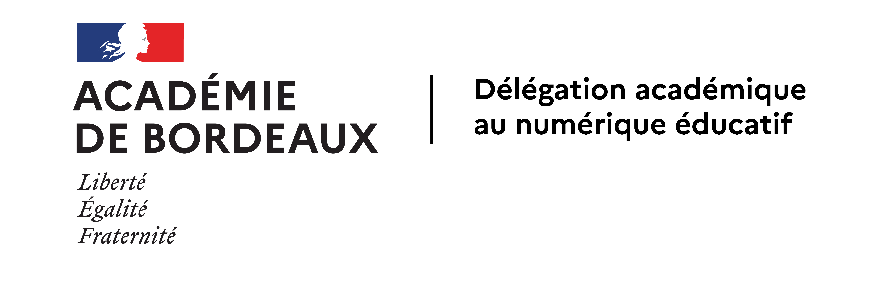 ACADÉMIE
DE BORDEAUX
Liberté
Égalité
Fraternité
Délégation académique
au numérique éducatif